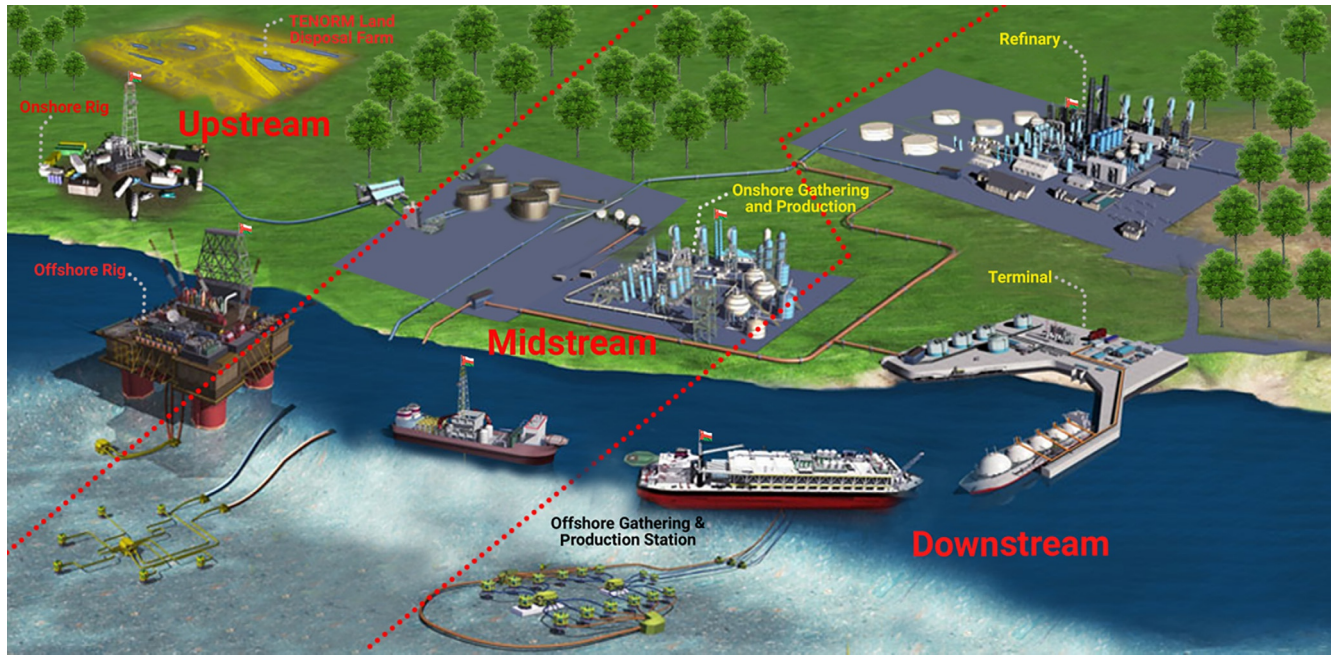 TENORM Land
Disposal Farm
Refinary
Onshore Rig
Upstream
Onshore Gathering
and Production
Offshore Rig
Terminal
Midstream
Offshore Gathering &
Production Station
Downstream